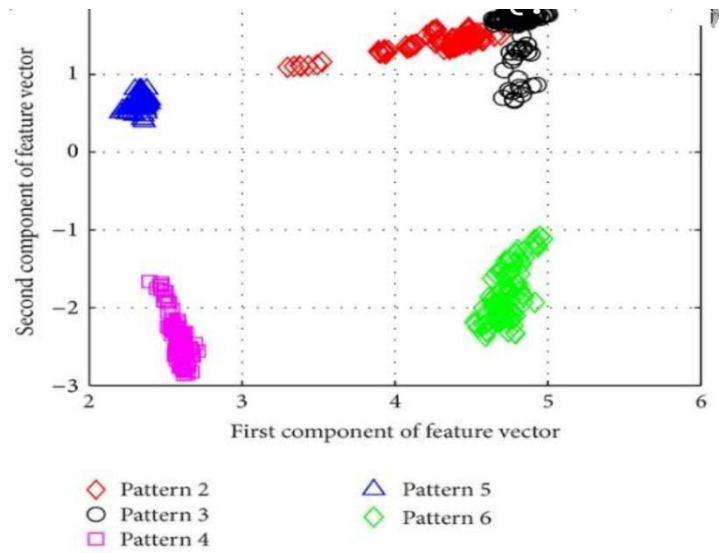 1
0
−1
−2
−3
2 3 4 5 6
Second component of feature vector
First component of feature vector
Pattern 2
Pattern 3
Pattern 4
Pattern 5
Pattern 6